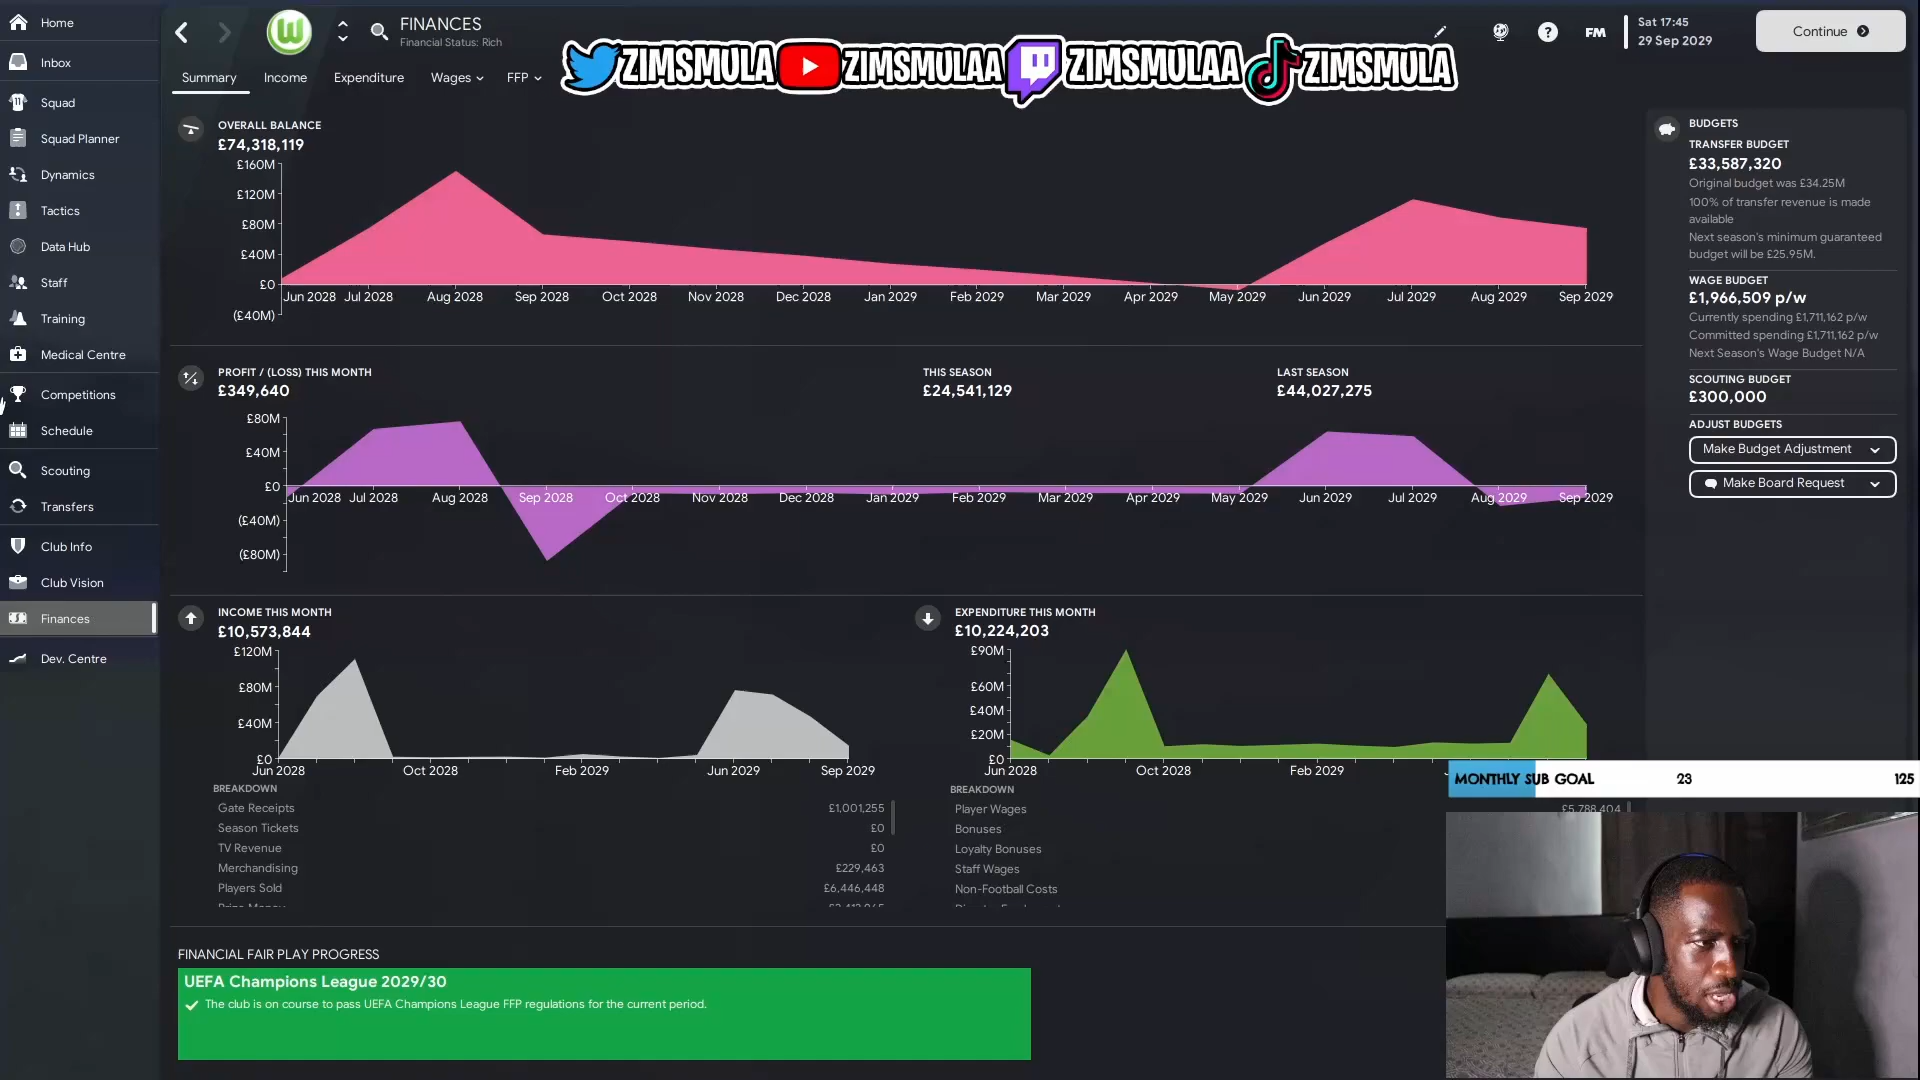 Home
Inbox
Squad
Squad Planner
Dynamics
Tactics
Data Hub
Staff
Training
Medical Centre
Competitions
Schedule
Scouting
Transfers
Club Info
Club Vision
Finances
Dev. Centre
FINANCES
Financial Status: Rich
Summary
Income
Expenditure
Wages
FFP
ZIMSMULA
ZIMSMULAA
ZIMSMULAA
ZIMSMULA
FM
Sat 17:45
29 Sep 2029
Continue
OVERALL BALANCE
£74,318,119
£160M
£120M
£80M
£40M
£0
(£40M)
Jun 2028 Jul 2028 Aug 2028 Sep 2028 Oct 2028 Nov 2028 Dec 2028 Jan 2029 Feb 2029 Mar 2029 Apr 2029 May 2029 Jun 2029 Jul 2029 Aug 2029 Sep 2029
PROFIT / (LOSS) THIS MONTH
£349,640
THIS SEASON
£24,541,129
LAST SEASON
£44,027,275
£80M
£40M
£0
(£40M)
(£80M)
Jun 2028 Jul 2028 Aug 2028 Sep 2028 Oct 2028 Nov 2028 Dec 2028 Jan 2029 Feb 2029 Mar 2029 Apr 2029 May 2029 Jun 2029 Jul 2029 Aug 2029 Sep 2029
INCOME THIS MONTH
£10,573,844
£120M
£80M
£40M
£0
Jun 2028 Oct 2028 Feb 2029 Jun 2029 Sep 2029
BREAKDOWN
Gate Receipts £1,001,255
Season Tickets £0
TV Revenue £0
Merchandising £229,463
Players Sold £6,446,448
EXPENDITURE THIS MONTH
£10,224,203
£90M
£60M
£40M
£20M
£0
Jun 2028 Oct 2028 Feb 2029
BREAKDOWN
Player Wages £5,788,404
Bonuses
Loyalty Bonuses
Staff Wages
Non-Football Costs
FINANCIAL FAIR PLAY PROGRESS
UEFA Champions League 2029/30
The club is on course to pass UEFA Champions League FFP regulations for the current period.
BUDGETS
TRANSFER BUDGET
£33,587,320
Original budget was £34.25M
100% of transfer revenue is made
available
Next season's minimum guaranteed
budget will be £25.95M.
WAGE BUDGET
£1,966,509 p/w
Currently spending £1,711,162 p/w
Committed spending £1,711,162 p/w
Next Season's Wage Budget N/A
SCOUTING BUDGET
£300,000
ADJUST BUDGETS
Make Budget Adjustment
Make Board Request
MONTHLY SUB GOAL 23 125